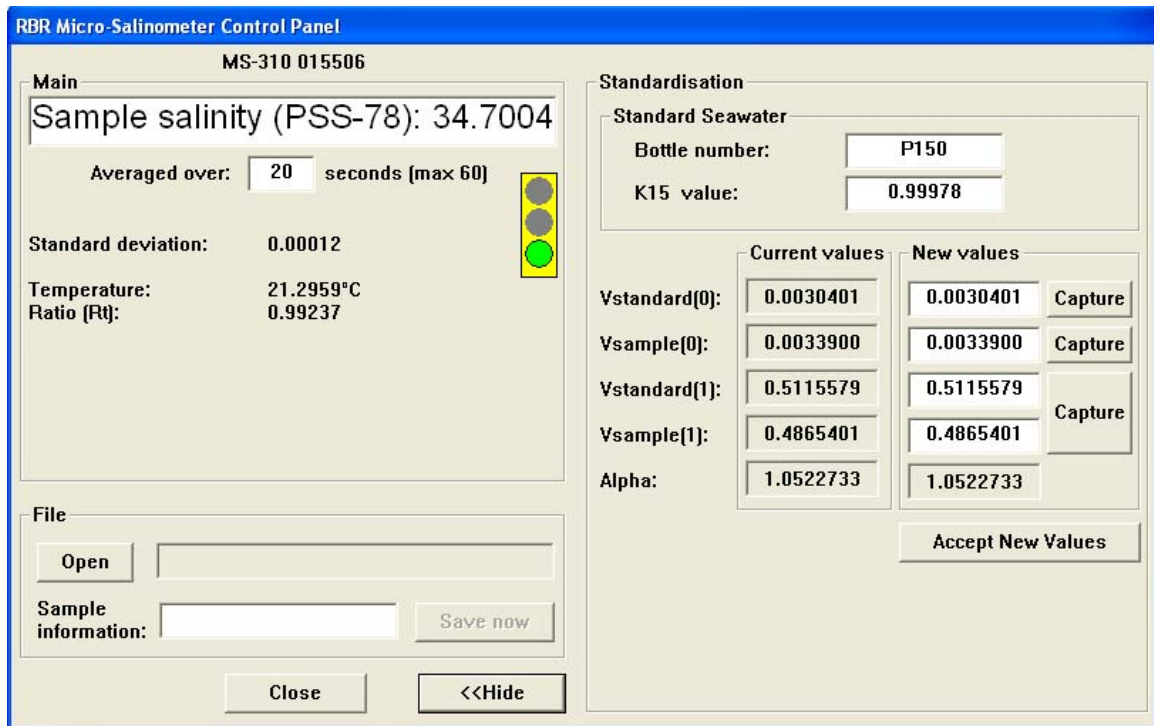 RBR Micro-Salinometer Control Panel
MS-310 015506
Main
Sample salinity (PSS-78): 34.7004
Averaged over: 20 seconds (max 60)
Standard deviation: 0.00012
Temperature: 21.2959°C
Ratio (Rt): 0.99237
File
Open
Sample
information:
Save now
Close
<<Hide
Standardisation
Standard Seawater
Bottle number: P150
K15 value: 0.99978
Current values New values
Vstandard(0): 0.0030401 0.0030401 Capture
Vsample(0): 0.0033900 0.0033900 Capture
Vstandard(1): 0.5115579 0.5115579
Capture
Vsample(1): 0.4865401 0.4865401
Alpha: 1.0522733 1.0522733
Accept New Values